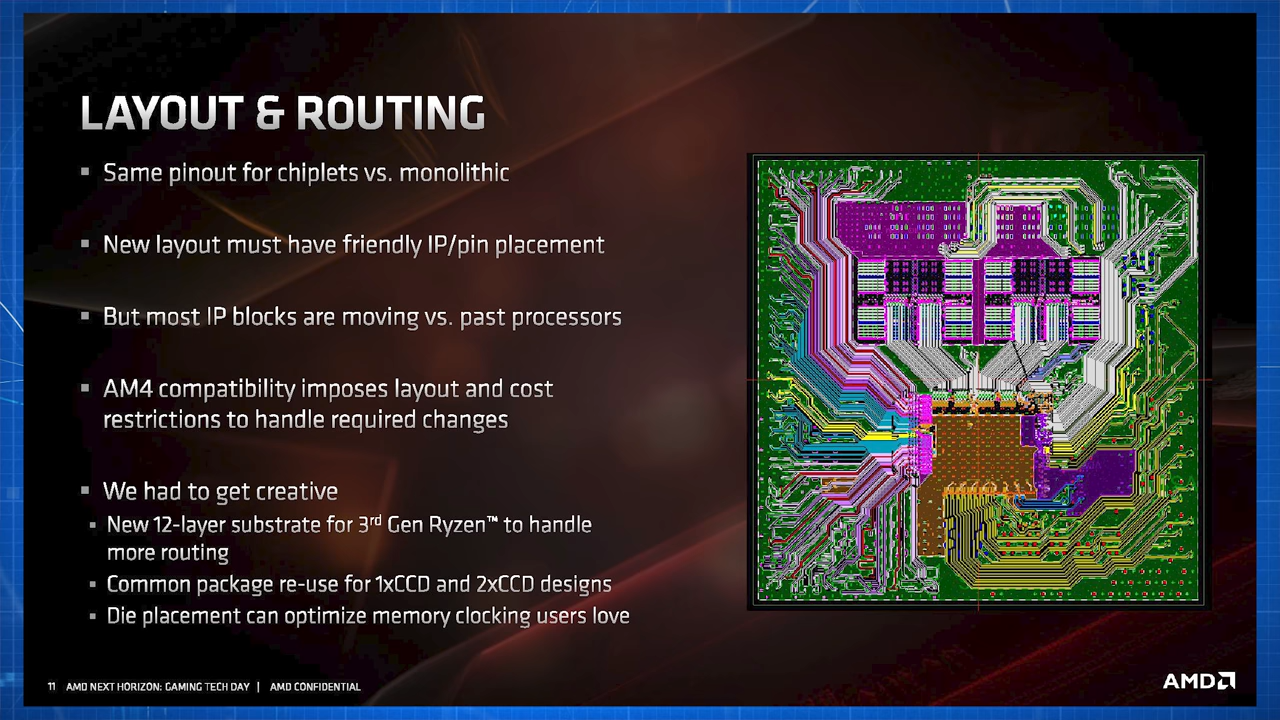 LAYOUT & ROUTING
▪ Same pinout for chiplets vs. monolithic
▪ New layout must have friendly IP/pin placement
▪ But most IP blocks are moving vs. past processors
▪ AM4 compatibility imposes layout and cost
restrictions to handle required changes
▪ We had to get creative
▪ New 12-layer substrate for 3rd Gen Ryzen™ to handle
more routing
▪ Common package re-use for 1xCCD and 2xCCD designs
▪ Die placement can optimize memory clocking users love
11 AMD NEXT HORIZON: GAMING TECH DAY | AMD CONFIDENTIAL
AMD